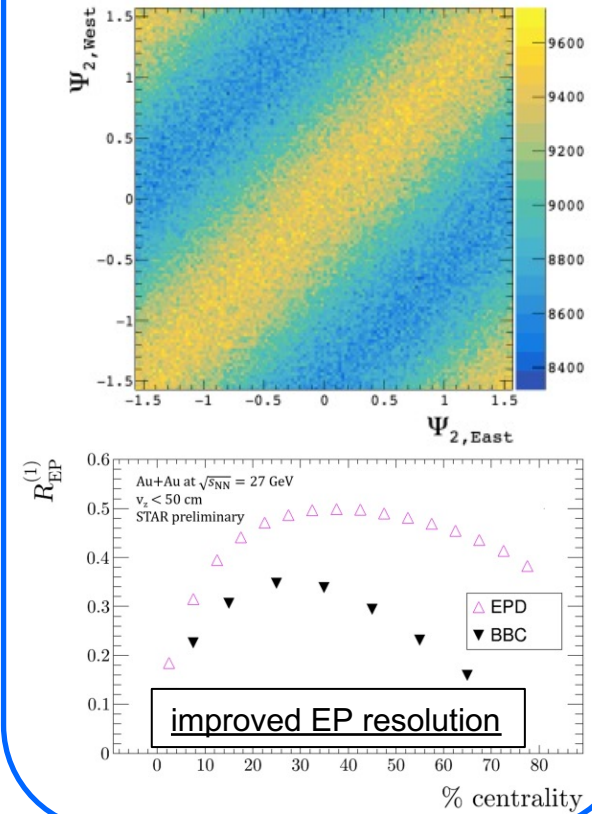 Ψ2,West
1.5
1
0.5
0
-0.5
-1
-1.5
-1.5 -1 -0.5 0 0.5 1 1.5
Ψ2,East
9600
9400
9200
9000
8800
8600
8400
R_EP^(1)
0.6
0.5
0.4
0.3
0.2
0.1
0
Au+Au at √sNN = 27 GeV
vz < 50 cm
STAR preliminary
△ EPD
▼ BBC
improved EP resolution
0 10 20 30 40 50 60 70 80
% centrality